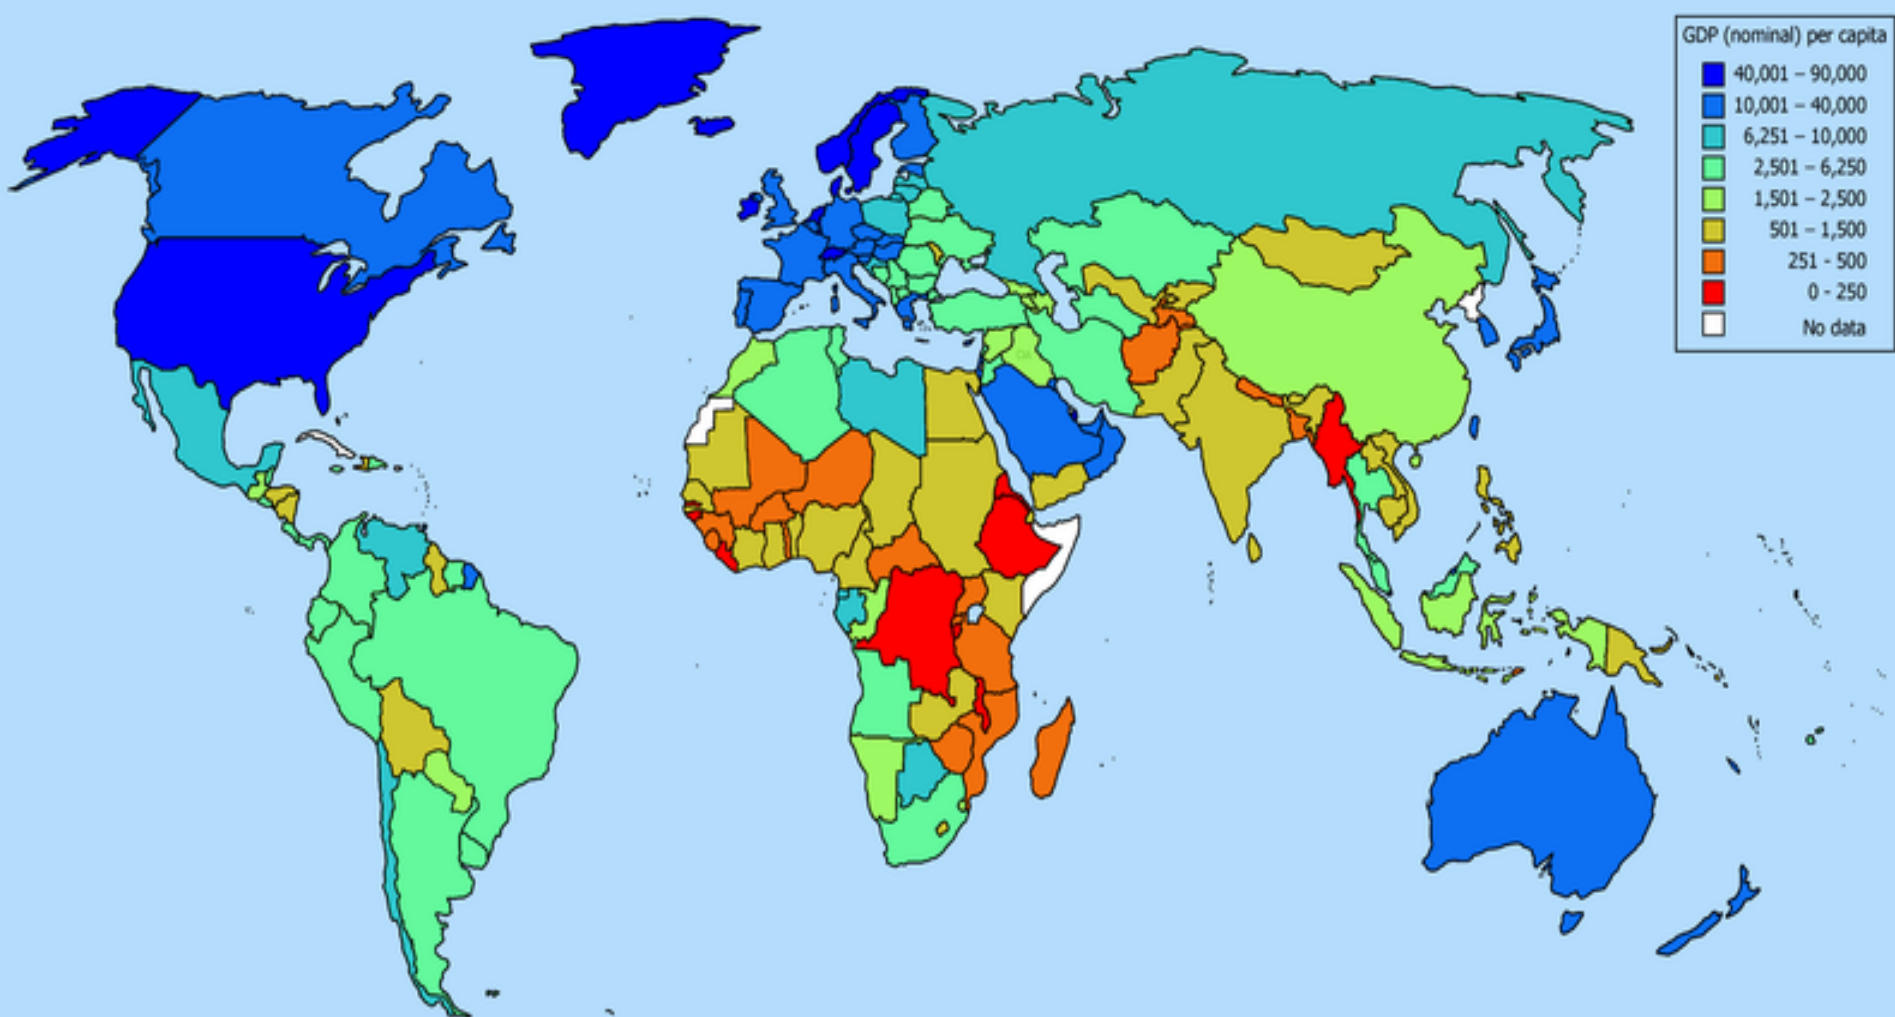 GDP (nominal) per capita
40,001 – 90,000
10,001 – 40,000
6,251 – 10,000
2,501 – 6,250
1,501 – 2,500
501 – 1,500
251 - 500
0 - 250
No data